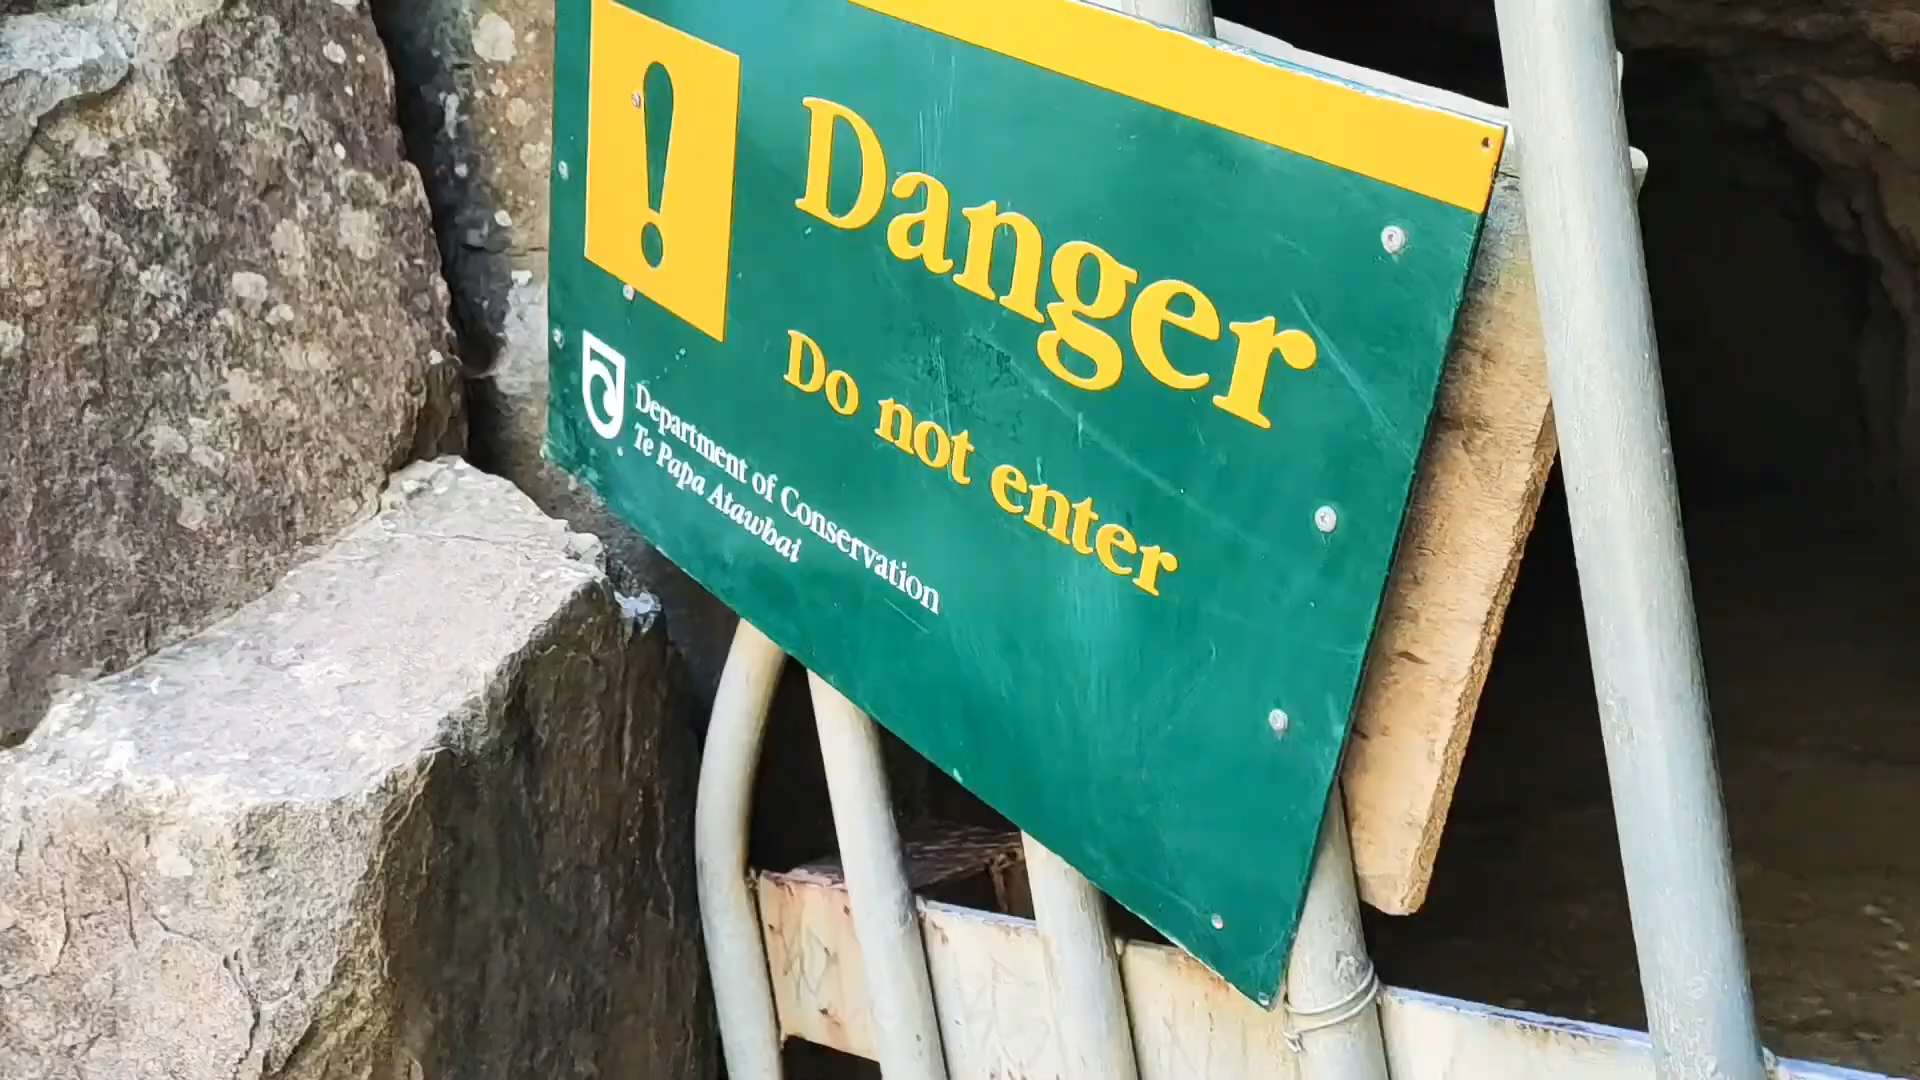 !
Danger
Do not enter
Department of Conservation
Te Papa Atawhai